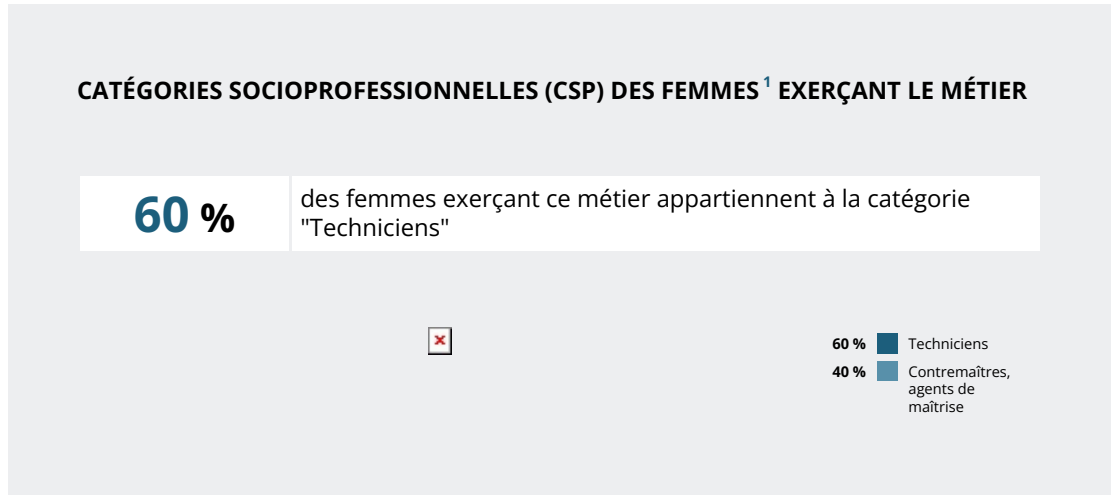 CATÉGORIES SOCIOPROFESSIONNELLES (CSP) DES FEMMES 1 EXERÇANT LE MÉTIER
60 %
des femmes exerçant ce métier appartiennent à la catégorie
"Techniciens"
60 % Techniciens
40 % Contremaîtres,
agents de
maîtrise